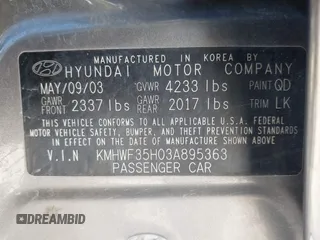 MANUFACTURED IN KOREA BY
HYUNDAI MOTOR COMPANY
MAY/09/03 GVWR 4233 lbs PAINT QD
GAWR FRONT 2337 lbs GAWR REAR 2017 lbs TRIM LK
THIS VEHICLE CONFORMS TO ALL APPLICABLE U.S.A. FEDERAL
MOTOR VEHICLE SAFETY, BUMPER, AND THEFT PREVENTION
STANDARDS IN EFFECT ON THE DATE OF MANUFACTURE
SHOWN ABOVE.
V.I.N KMHWF35H03A895363
PASSENGER CAR
DREAMBID